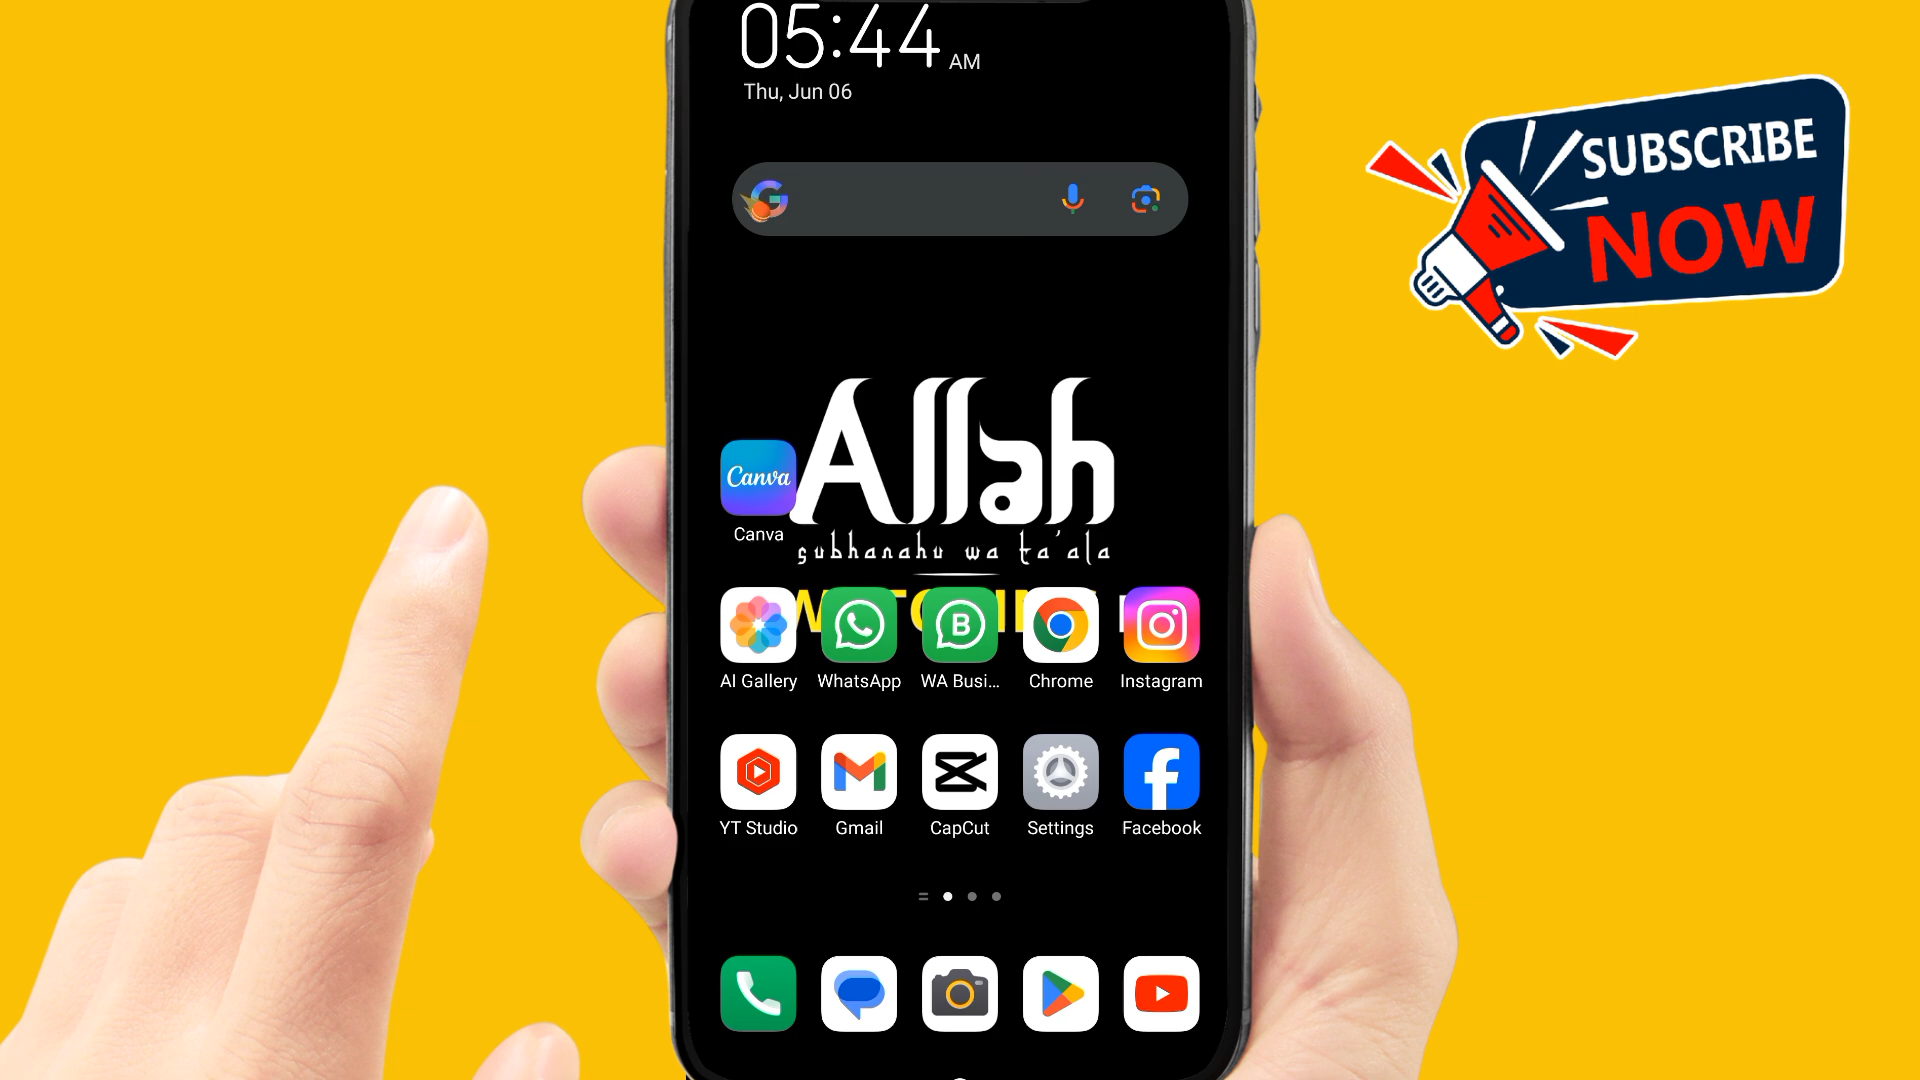 05:44 AM
Thu, Jun 06
SUBSCRIBE
NOW
Allah
Canva
Canva
subhanahu wa ta'ala
AI Gallery WhatsApp WA Busi... Chrome Instagram
YT Studio Gmail CapCut Settings Facebook